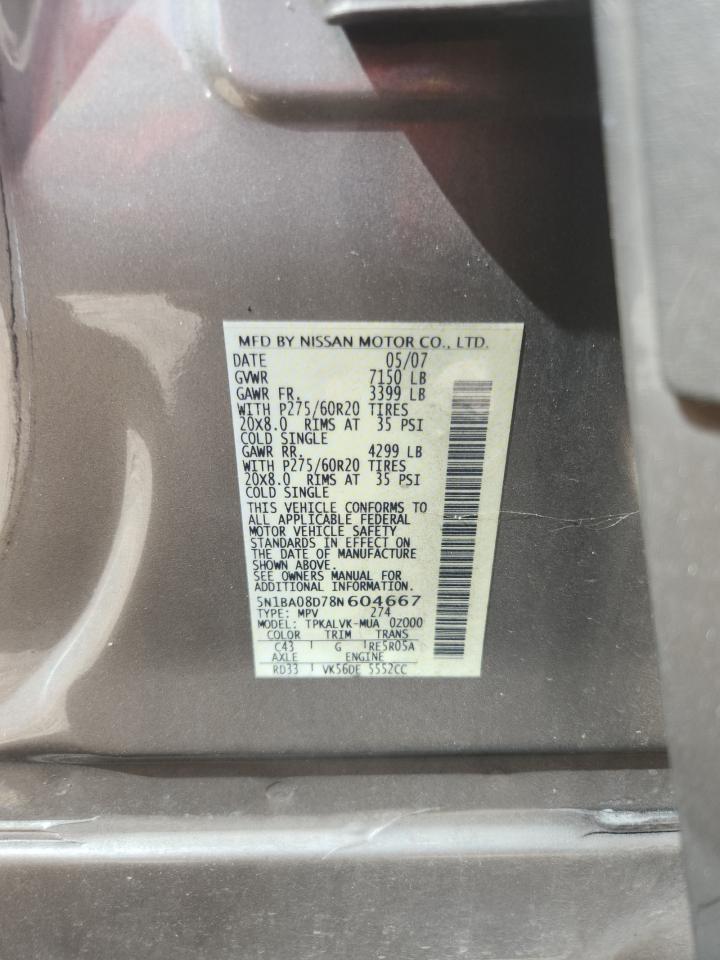 MFD BY NISSAN MOTOR CO., LTD.
DATE 05/07
GVWR 7150 LB
GAWR FR. 3399 LB
WITH P275/60R20 TIRES
20X8.0 RIMS AT 35 PSI
COLD SINGLE
GAWR RR. 4299 LB
WITH P275/60R20 TIRES
20X8.0 RIMS AT 35 PSI
COLD SINGLE
THIS VEHICLE CONFORMS TO
ALL APPLICABLE FEDERAL
MOTOR VEHICLE SAFETY
STANDARDS IN EFFECT ON
THE DATE OF MANUFACTURE
SHOWN ABOVE.
SEE OWNERS MANUAL FOR
ADDITIONAL INFORMATION.
5N1BA08D78N604667
TYPE: MPV 274
MODEL: TPKALVK-MUA 0Z000
COLOR TRIM TRANS
C43 G RE5R05A
AXLE ENGINE
RD33 VK56DE 5552CC